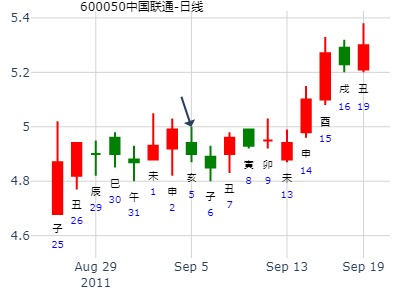 600050中国联通-日线
5.4
5.2
5
4.8
4.6
子
25
丑
26
辰
29
巳
30
午
31
未
1
申
2
亥
5
子
6
丑
7
寅
8
卯
9
未
13
申
14
酉
15
戌
16
丑
19
Aug 29
2011
Sep 5
Sep 13
Sep 19